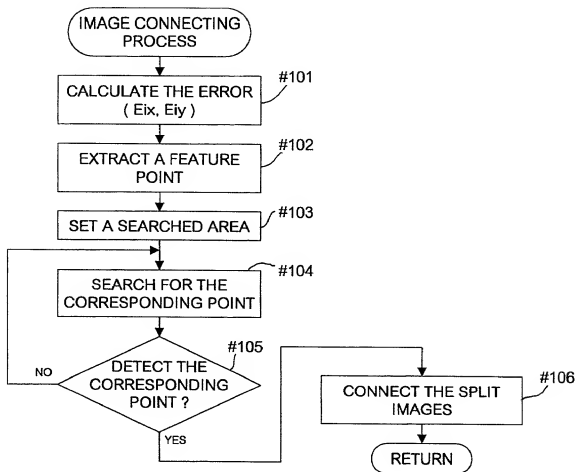 IMAGE CONNECTING
PROCESS
#101
CALCULATE THE ERROR
( Eix, Eiy )
#102
EXTRACT A FEATURE
POINT
#103
SET A SEARCHED AREA
#104
SEARCH FOR THE
CORRESPONDING POINT
#105
DETECT THE
CORRESPONDING
POINT ?
NO
YES
#106
CONNECT THE SPLIT
IMAGES
RETURN